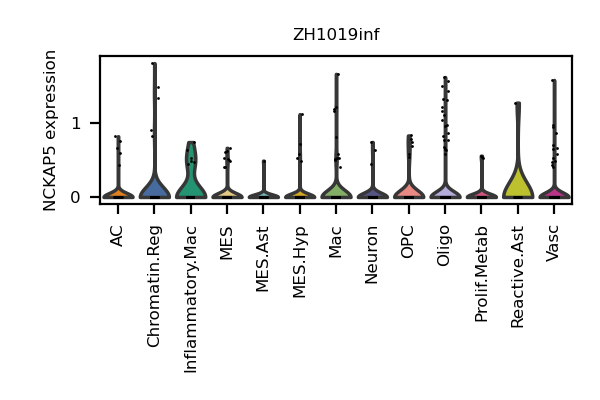 ZH1019inf
NCKAP5 expression
1
0
AC
Chromatin.Reg
Inflammatory.Mac
MES
MES.Ast
MES.Hyp
Mac
Neuron
OPC
Oligo
Prolif.Metab
Reactive.Ast
Vasc